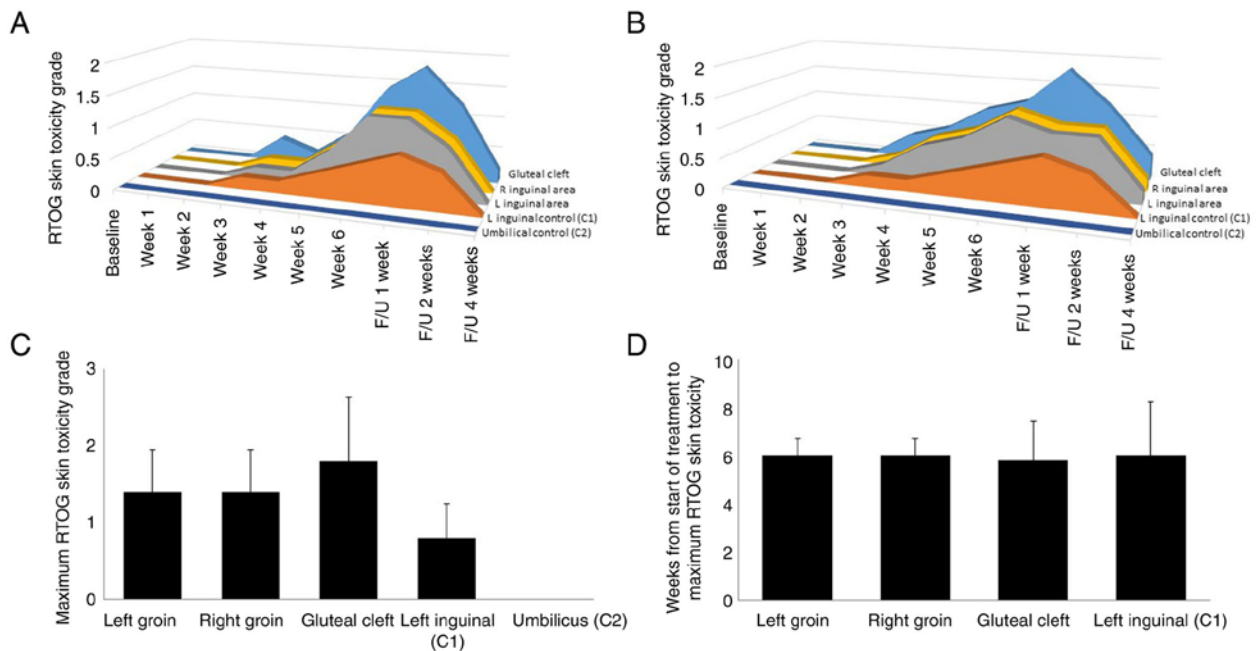 A
RTOG skin toxicity grade
2
1.5
1
0.5
0
Baseline
Week 1
Week 2
Week 3
Week 4
Week 5
Week 6
F/U 1 week
F/U 2 weeks
F/U 4 weeks
Gluteal cleft
R inguinal area
L inguinal area
L inguinal control (C1)
Umbilical control (C2)
B
RTOG skin toxicity grade
2
1.5
1
0.5
0
Baseline
Week 1
Week 2
Week 3
Week 4
Week 5
Week 6
F/U 1 week
F/U 2 weeks
F/U 4 weeks
Gluteal cleft
R inguinal area
L inguinal area
L inguinal control (C1)
Umbilical control (C2)
C
Maximum RTOG skin toxicity grade
3
2
1
0
Left groin
Right groin
Gluteal cleft
Left inguinal
(C1)
Umbilicus (C2)
D
Weeks from start of treatment to
maximum RTOG skin toxicity
10
8
6
4
2
0
Left groin
Right groin
Gluteal cleft
Left inguinal (C1)